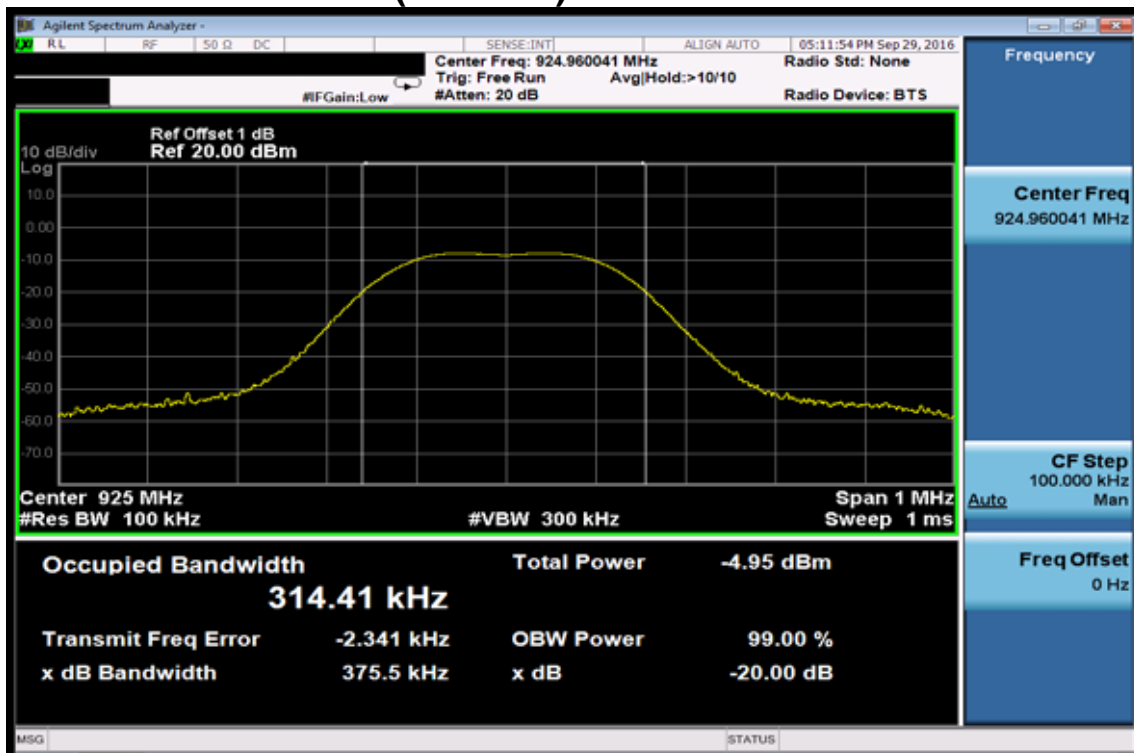 Agilent Spectrum Analyzer -
RL RF 50 Ω DC SENSE:INT ALIGN AUTO 05:11:54 PM Sep 29, 2016
Center Freq: 924.960041 MHz Radio Std: None
Trig: Free Run Avg|Hold:>10/10
#IFGain:Low #Atten: 20 dB Radio Device: BTS
Ref Offset 1 dB
10 dB/div Ref 20.00 dBm
Log
10.0
0.00
-10.0
-20.0
-30.0
-40.0
-50.0
-60.0
-70.0
Center 925 MHz Span 1 MHz
#Res BW 100 kHz #VBW 300 kHz Sweep 1 ms
Occupied Bandwidth Total Power -4.95 dBm
314.41 kHz
Transmit Freq Error -2.341 kHz OBW Power 99.00 %
x dB Bandwidth 375.5 kHz x dB -20.00 dB
MSG STATUS
Frequency
Center Freq
924.960041 MHz
CF Step
100.000 kHz
Auto Man
Freq Offset
0 Hz